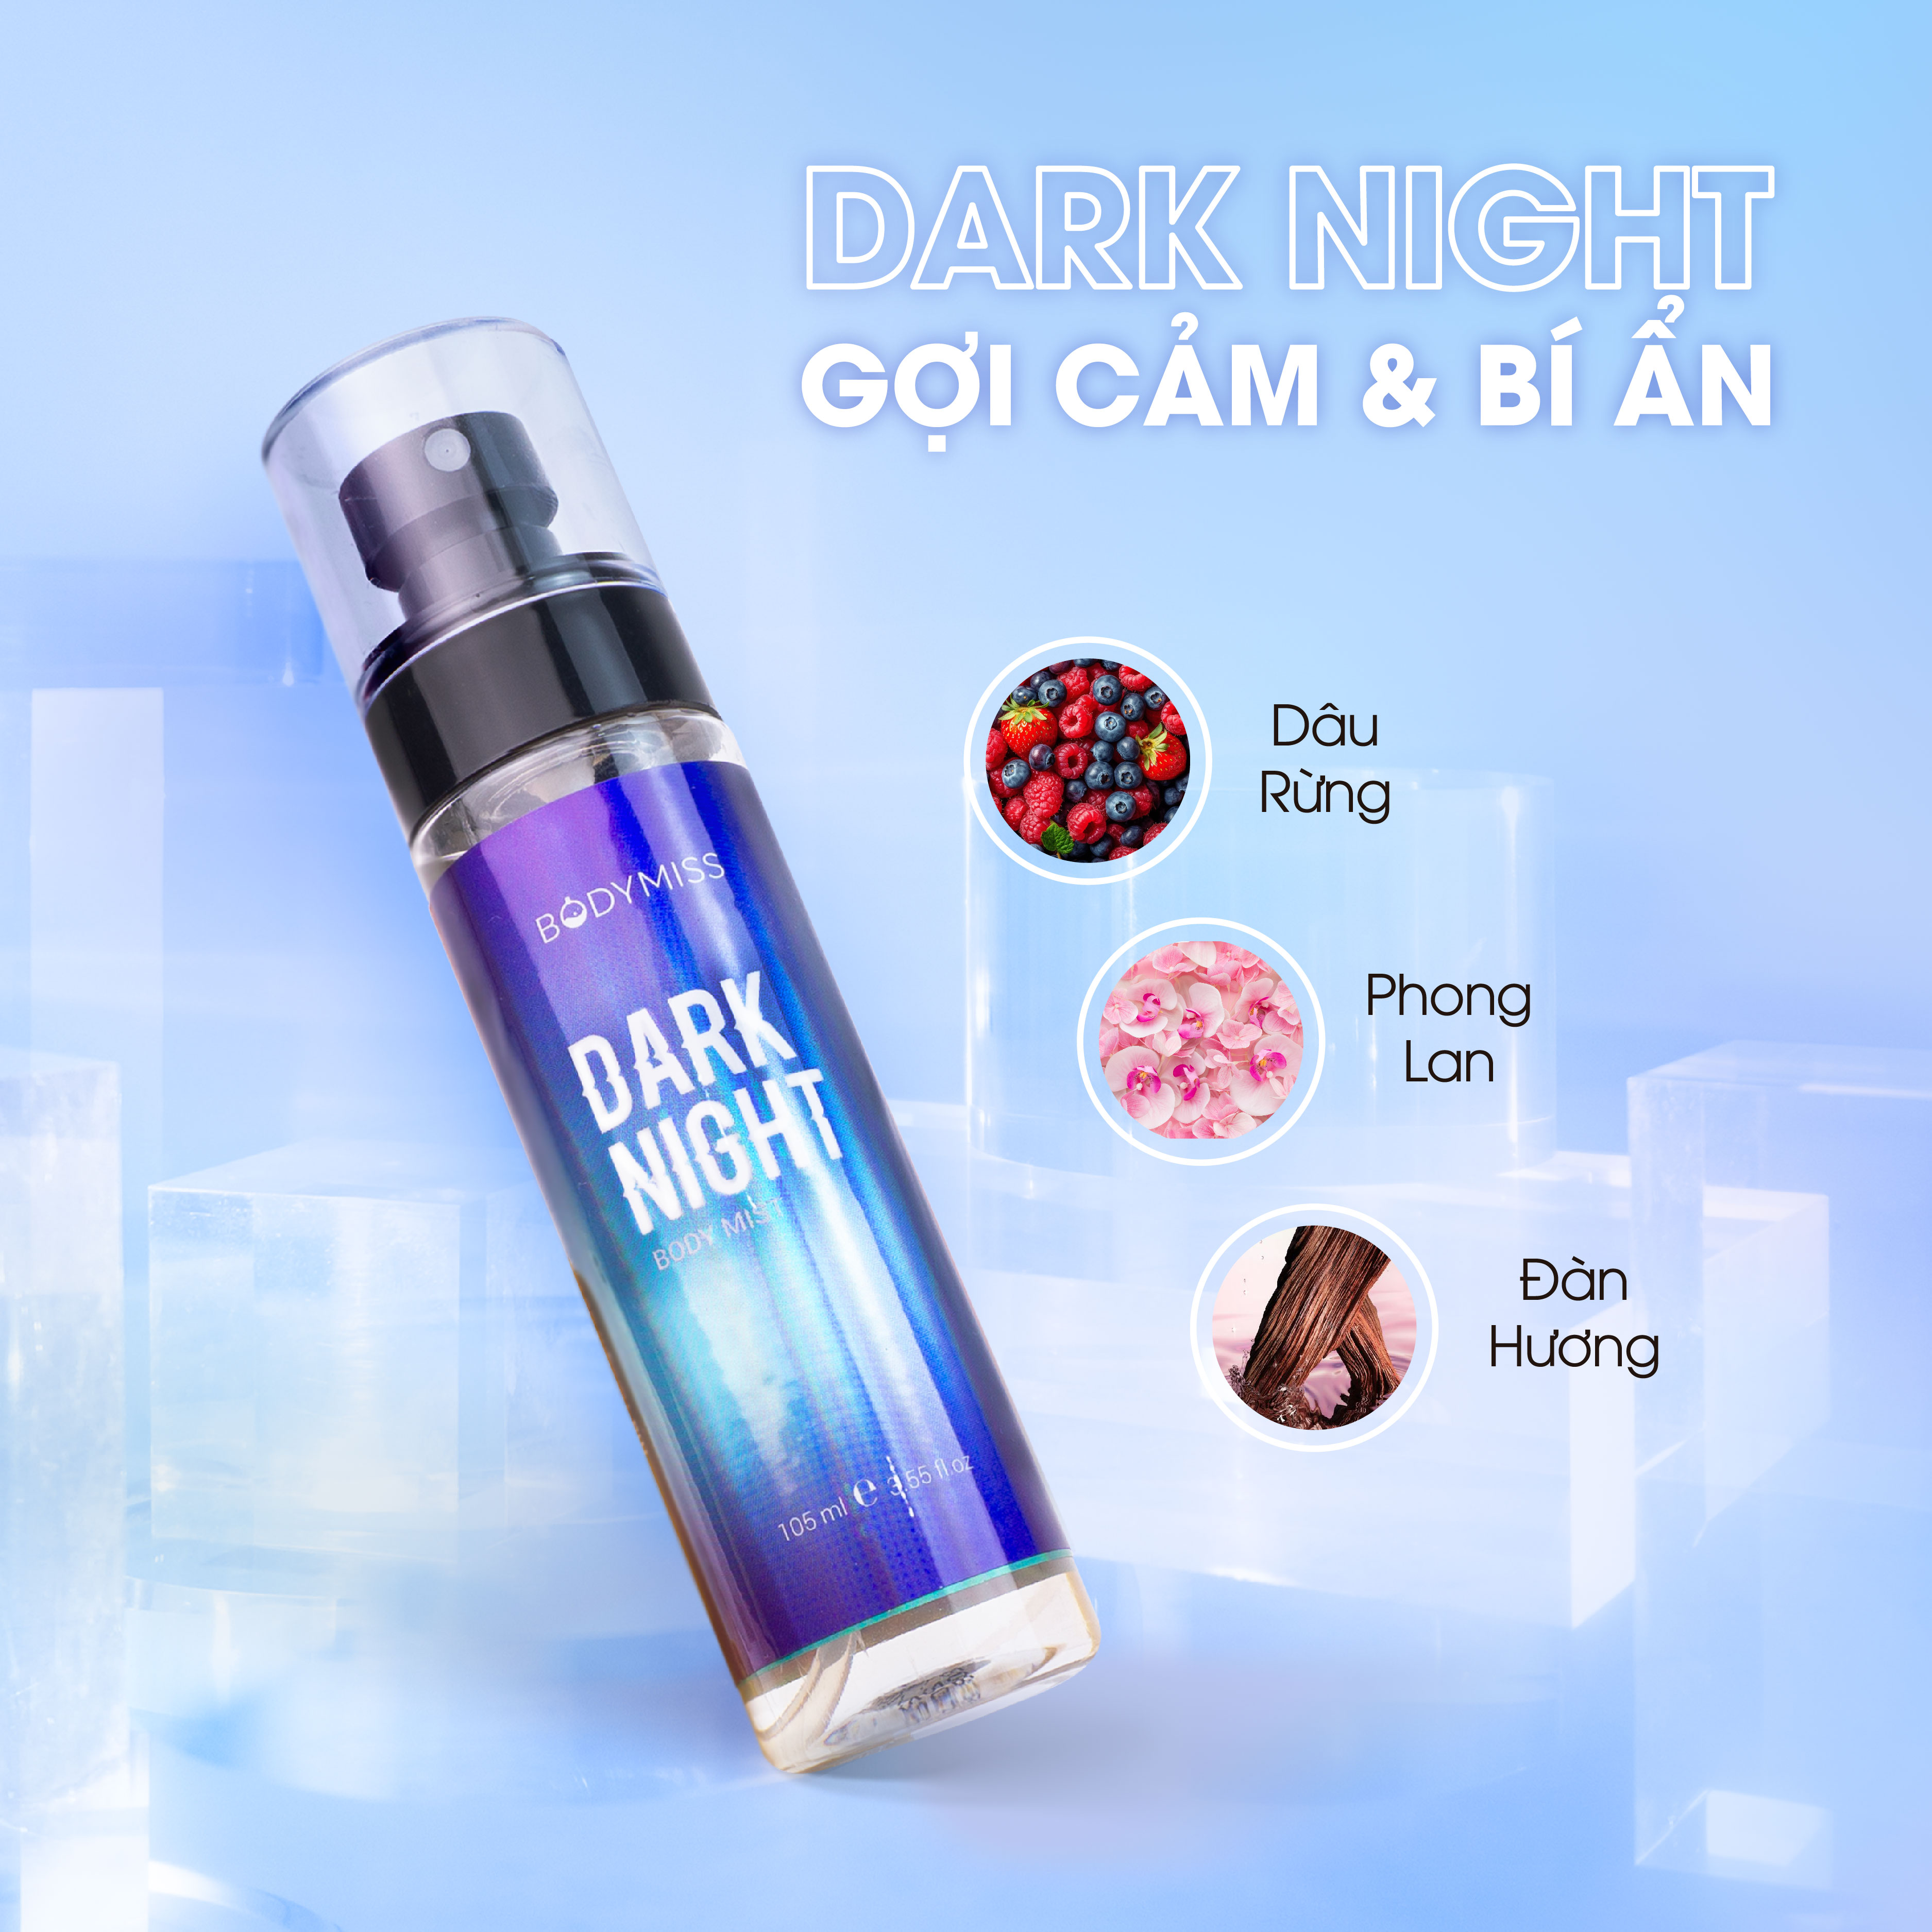 DARK NIGHT
GỢI CẢM & BÍ ẨN
Dâu
Rừng
Phong
Lan
Đàn
Hương
BODYMISS
DARK
NIGHT
BODY MIST
105 ml e 3.55 fl.oz